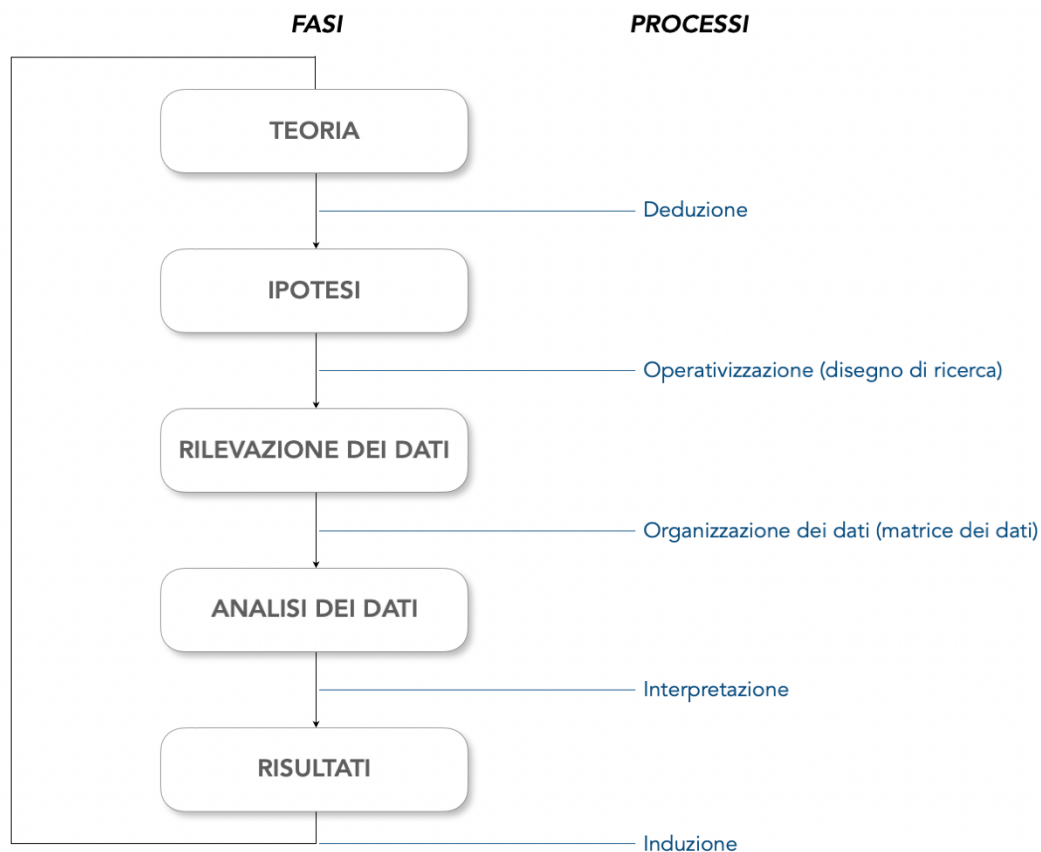 FASI
PROCESSI
TEORIA
Deduzione
IPOTESI
Operativizzazione (disegno di ricerca)
RILEVAZIONE DEI DATI
Organizzazione dei dati (matrice dei dati)
ANALISI DEI DATI
Interpretazione
RISULTATI
Induzione